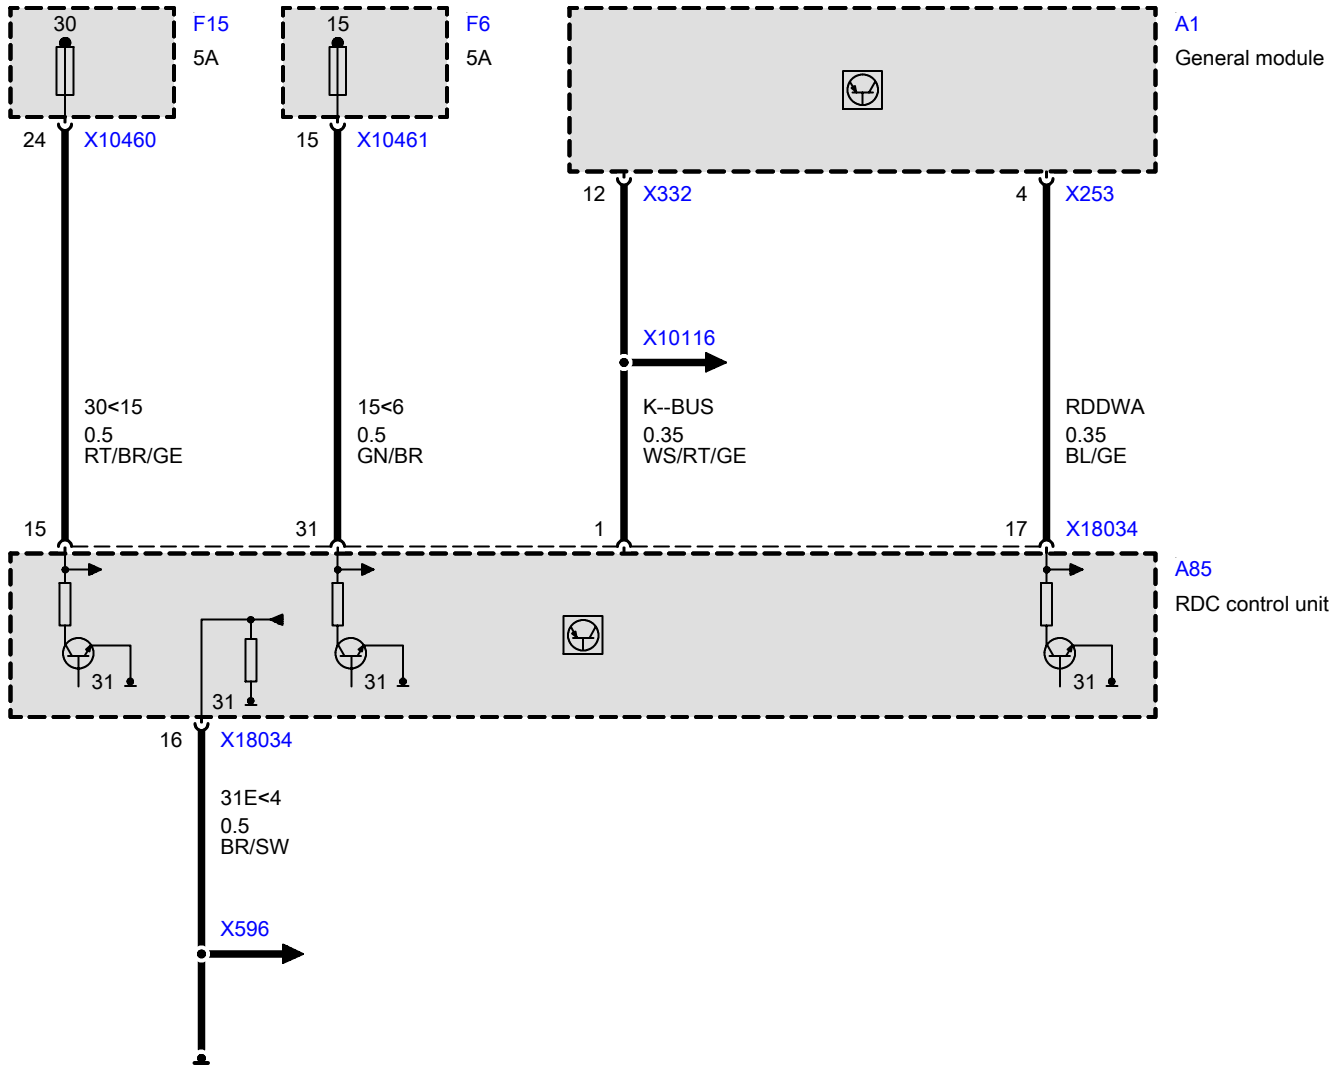 30
F15
5A
15
F6
5A
A1
General module
24 X10460
15 X10461
12 X332
4 X253
X10116
30<15
0.5
RT/BR/GE
15<6
0.5
GN/BR
K--BUS
0.35
WS/RT/GE
RDDWA
0.35
BL/GE
15
31
1
17 X18034
A85
RDC control unit
31
31
31
31
16 X18034
31E<4
0.5
BR/SW
X596